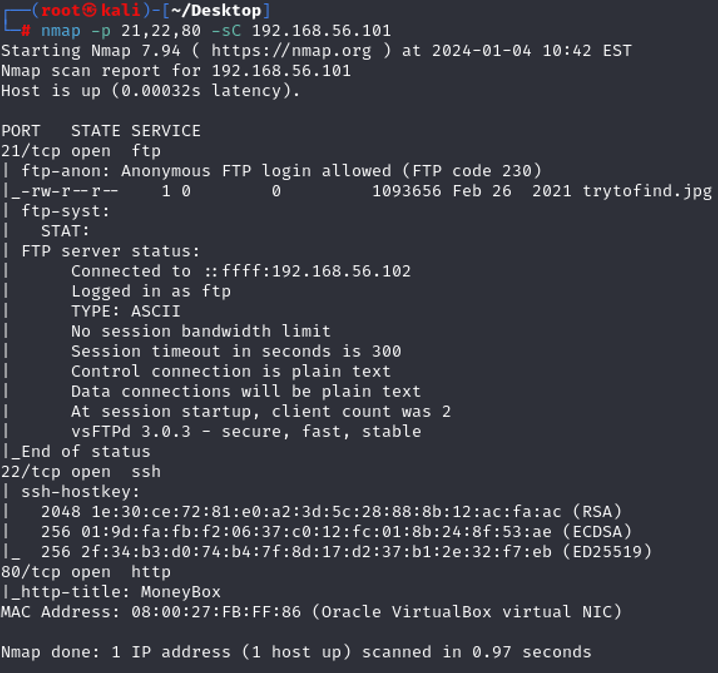 ┌──(root㉿kali)-[~/Desktop]
└─# nmap -p 21,22,80 -sC 192.168.56.101
Starting Nmap 7.94 ( https://nmap.org ) at 2024-01-04 10:42 EST
Nmap scan report for 192.168.56.101
Host is up (0.00032s latency).

PORT   STATE SERVICE
21/tcp open  ftp
| ftp-anon: Anonymous FTP login allowed (FTP code 230)
|_-rw-r--r--    1 0        0         1093656 Feb 26  2021 trytofind.jpg
| ftp-syst:
|   STAT:
| FTP server status:
|      Connected to ::ffff:192.168.56.102
|      Logged in as ftp
|      TYPE: ASCII
|      No session bandwidth limit
|      Session timeout in seconds is 300
|      Control connection is plain text
|      Data connections will be plain text
|      At session startup, client count was 2
|      vsFTPd 3.0.3 - secure, fast, stable
|_End of status
22/tcp open  ssh
| ssh-hostkey:
|   2048 1e:30:ce:72:81:e0:a2:3d:5c:28:88:8b:12:ac:fa:ac (RSA)
|   256 01:9d:fa:fb:f2:06:37:c0:12:fc:01:8b:24:8f:53:ae (ECDSA)
|_  256 2f:34:b3:d0:74:b4:7f:8d:17:d2:37:b1:2e:32:f7:eb (ED25519)
80/tcp open  http
|_http-title: MoneyBox
MAC Address: 08:00:27:FB:FF:86 (Oracle VirtualBox virtual NIC)

Nmap done: 1 IP address (1 host up) scanned in 0.97 seconds